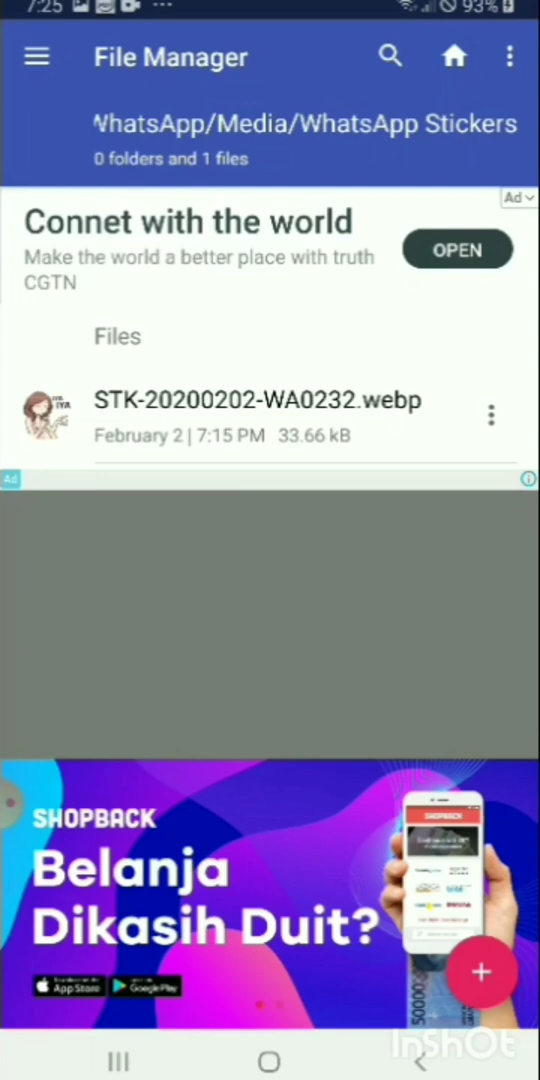 7:25
93%
File Manager
WhatsApp/Media/WhatsApp Stickers
0 folders and 1 files
Ad
Connet with the world
Make the world a better place with truth
CGTN
OPEN
Files
STK-20200202-WA0232.webp
February 2 | 7:15 PM 33.66 kB
Ad
SHOPBACK
Belanja
Dikasih Duit?
App Store
Google Play
SHOPBACK
50000
InShOt